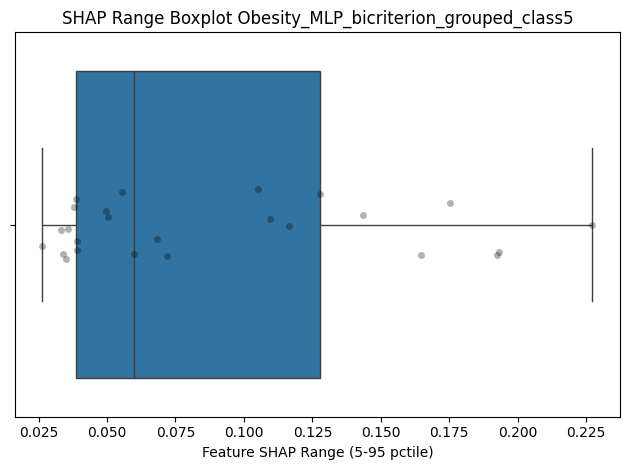 SHAP Range Boxplot Obesity_MLP_bicriterion_grouped_class5
0.025 0.050 0.075 0.100 0.125 0.150 0.175 0.200 0.225
Feature SHAP Range (5-95 pctile)